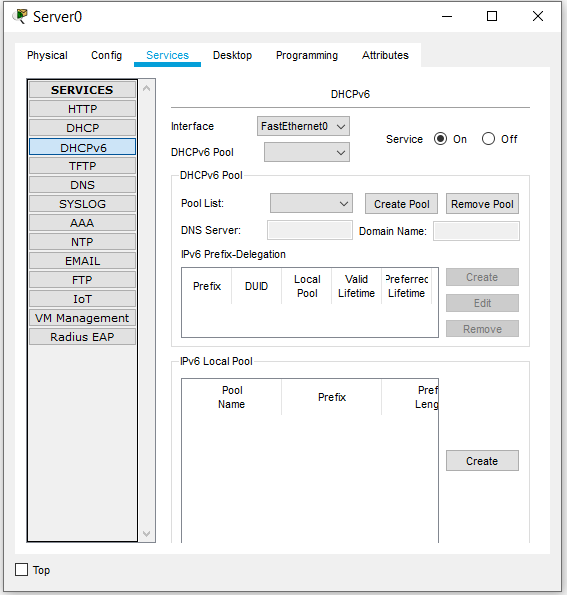 Server0
Physical Config Services Desktop Programming Attributes
SERVICES
HTTP
DHCP
DHCPv6
TFTP
DNS
SYSLOG
AAA
NTP
EMAIL
FTP
IoT
VM Management
Radius EAP
DHCPv6
Interface FastEthernet0
Service On Off
DHCPv6 Pool
DHCPv6 Pool
Pool List: Create Pool Remove Pool
DNS Server: Domain Name:
IPv6 Prefix-Delegation
Prefix DUID Local Pool Valid Lifetime Preferrec Lifetime
Create
Edit
Remove
IPv6 Local Pool
Pool Name Prefix Pref Leng
Create
Top